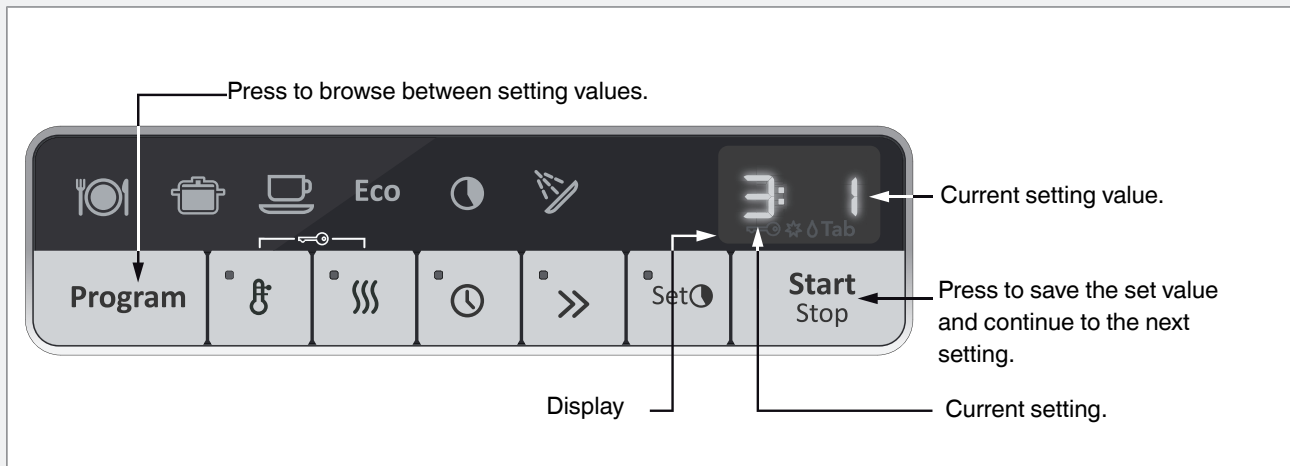 Press to browse between setting values.
Eco
3: 1
Current setting value.
Tab
Program
Set
Start
Stop
Press to save the set value
and continue to the next
setting.
Display
Current setting.